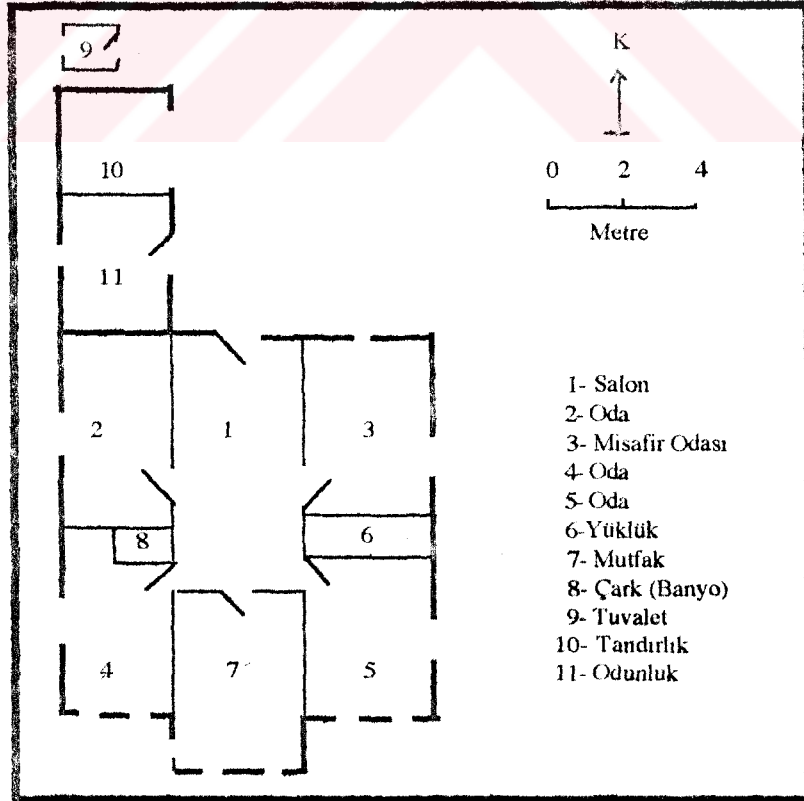 9
K
10
0 2 4
Metre
11
2
1
3
8
6
4
7
5
1- Salon
2- Oda
3- Misafir Odası
4- Oda
5- Oda
6- Yüklük
7- Mutfak
8- Çark (Banyo)
9- Tuvalet
10- Tandırlık
11- Odunluk